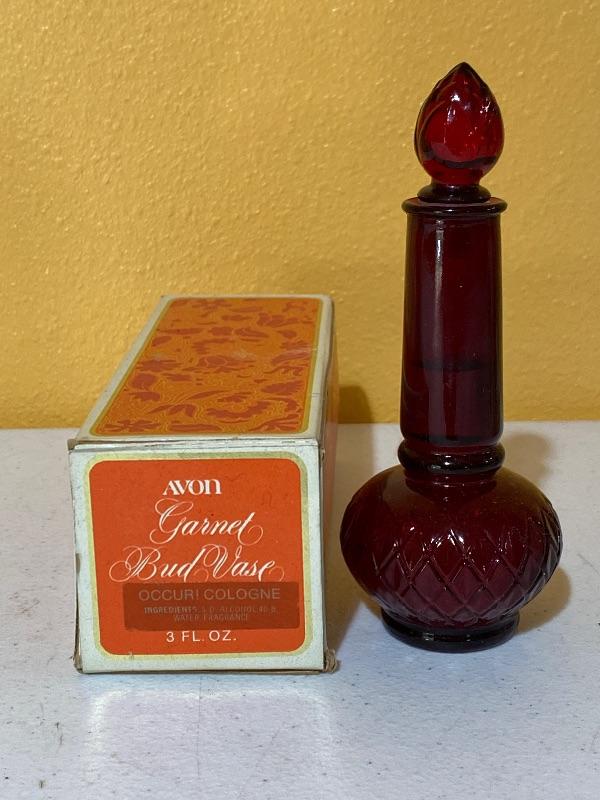 AVON
Garnet
Bud Vase
OCCUR! COLOGNE
INGREDIENTS: S.D. ALCOHOL 40-B,
WATER, FRAGRANCE
3 FL. OZ.